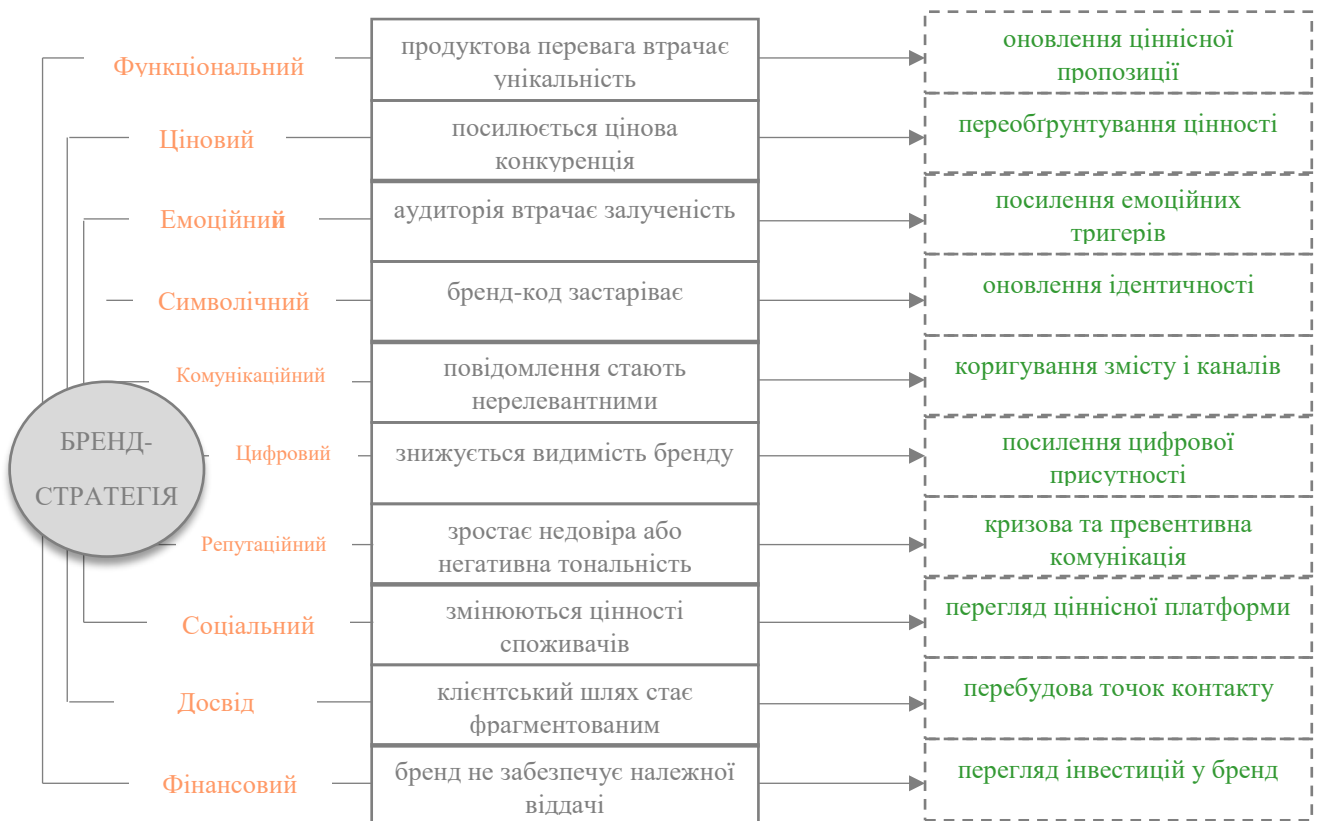 Функціональний
продуктова перевага втрачає
унікальність
оновлення ціннісної
пропозиції
Ціновий
посилюється цінова
конкуренція
переобґрунтування цінності
Емоційний
аудиторія втрачає залученість
посилення емоційних
тригерів
Символічний
бренд-код застаріває
оновлення ідентичності
Комунікаційний
повідомлення стають
нерелевантними
коригування змісту і каналів
БРЕНД-
СТРАТЕГІЯ
Цифровий
знижується видимість бренду
посилення цифрової
присутності
Репутаційний
зростає недовіра або
негативна тональність
кризова та превентивна
комунікація
Соціальний
змінюються цінності
споживачів
перегляд ціннісної платформи
Досвід
клієнтський шлях стає
фрагментованим
перебудова точок контакту
Фінансовий
бренд не забезпечує належної
віддачі
перегляд інвестицій у бренд